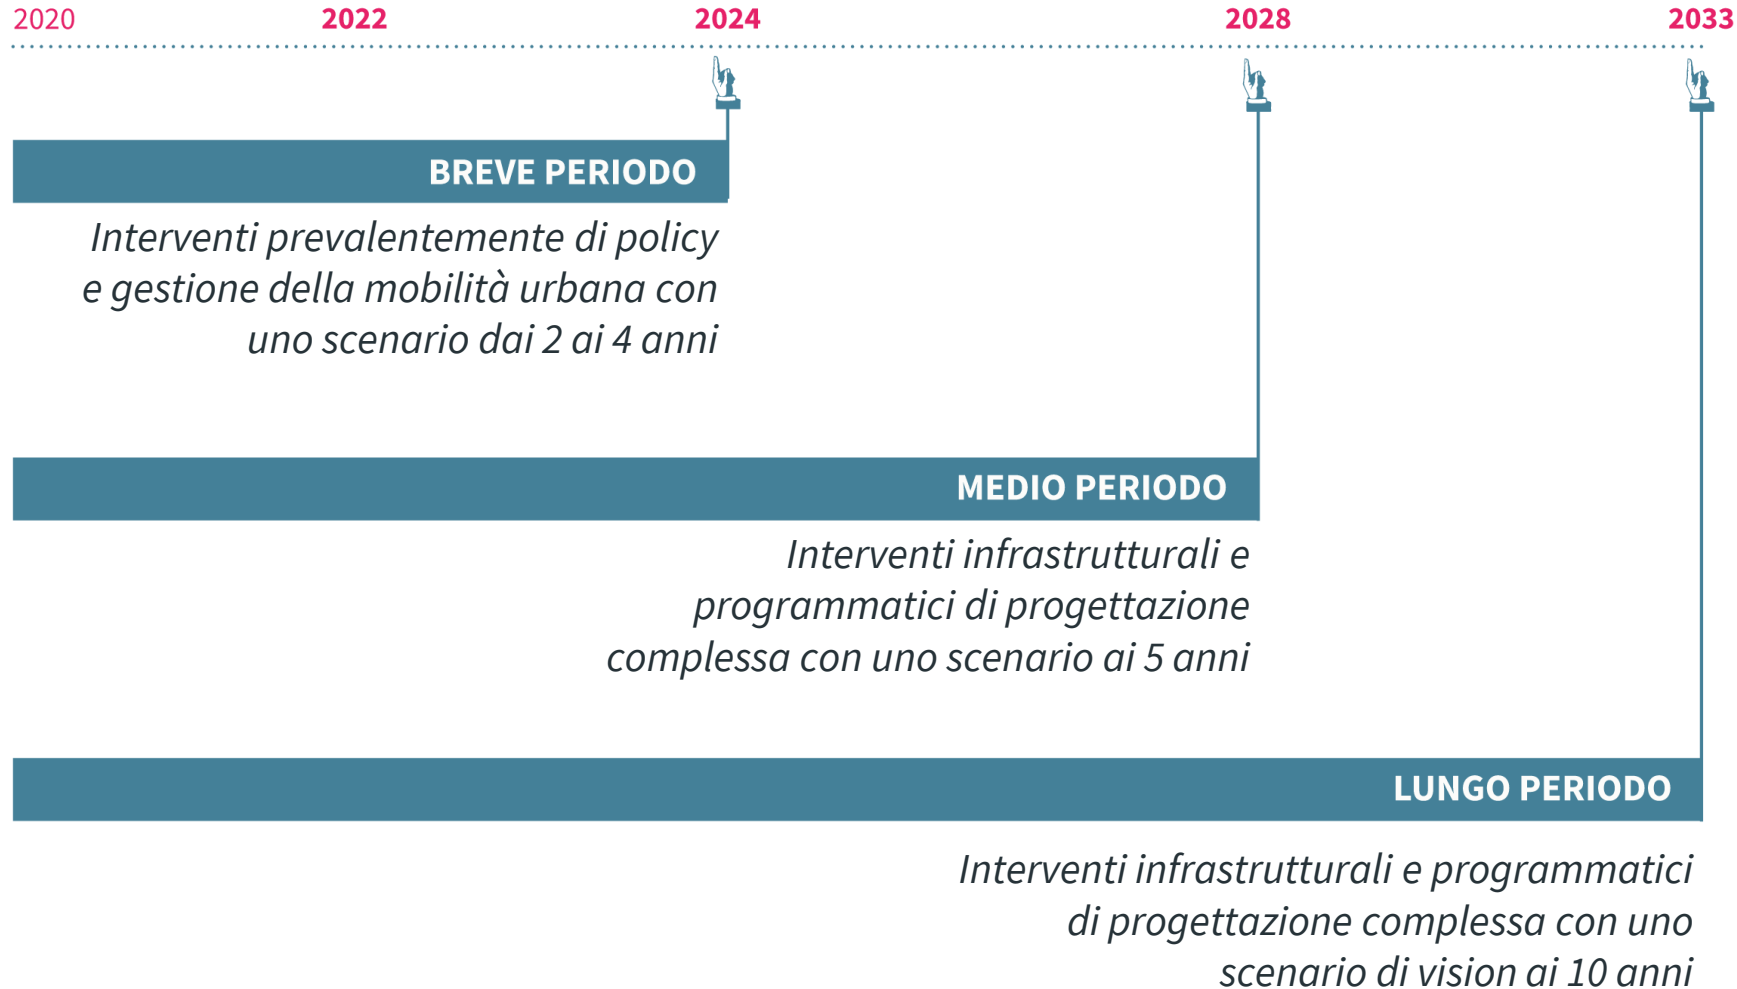 2020 2022 2024 2028 2033
BREVE PERIODO
Interventi prevalentemente di policy
e gestione della mobilità urbana con
uno scenario dai 2 ai 4 anni
MEDIO PERIODO
Interventi infrastrutturali e
programmatici di progettazione
complessa con uno scenario ai 5 anni
LUNGO PERIODO
Interventi infrastrutturali e programmatici
di progettazione complessa con uno
scenario di vision ai 10 anni